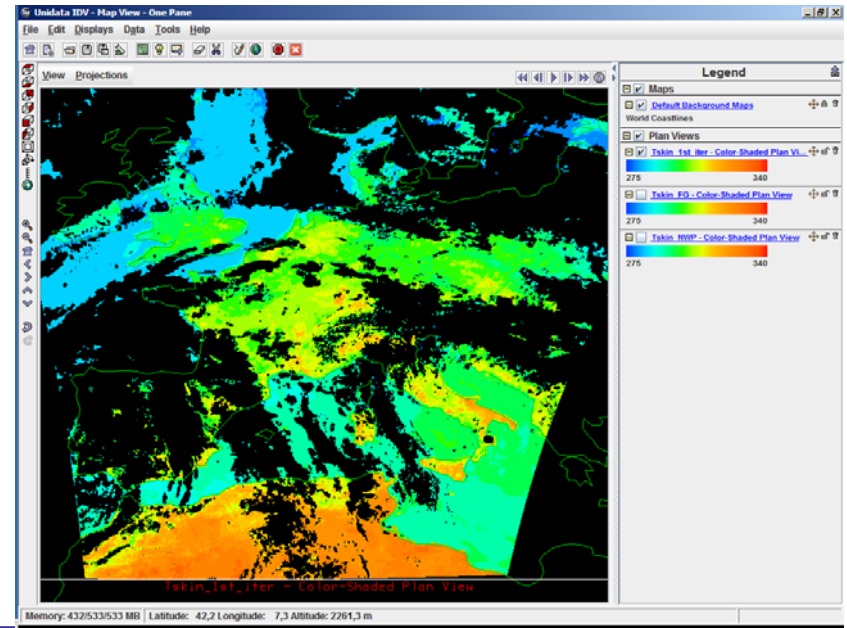 Unidata IDV - Map View - One Pane
File Edit Displays Data Tools Help
View Projections
Legend
Maps
Default Background Maps
World Coastlines
Plan Views
Tskin_1st_iter - Color-Shaded Plan Vi...
275 340
Tskin_FG - Color-Shaded Plan View
275 340
Tskin_NWP - Color-Shaded Plan View
275 340
Tskin_1st_iter - Color-Shaded Plan View
Memory: 432/533/533 MB Latitude: 42,2 Longitude: 7,3 Altitude: 2261,3 m